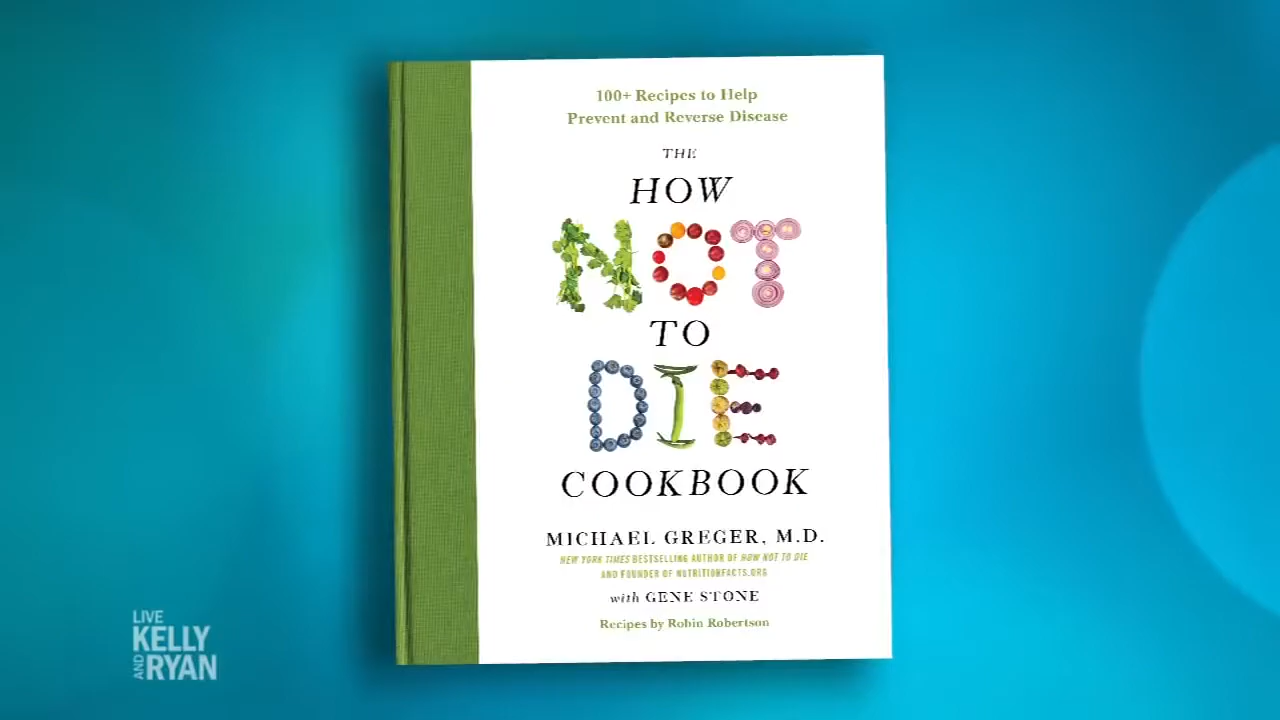 100+ Recipes to Help
Prevent and Reverse Disease
THE
HOW
NOT
TO
DIE
COOKBOOK
MICHAEL GREGER, M.D.
NEW YORK TIMES BESTSELLING AUTHOR OF HOW NOT TO DIE
AND FOUNDER OF NUTRITIONFACTS.ORG
with GENE STONE
Recipes by Robin Robertson
LIVE
KELLY
AND RYAN